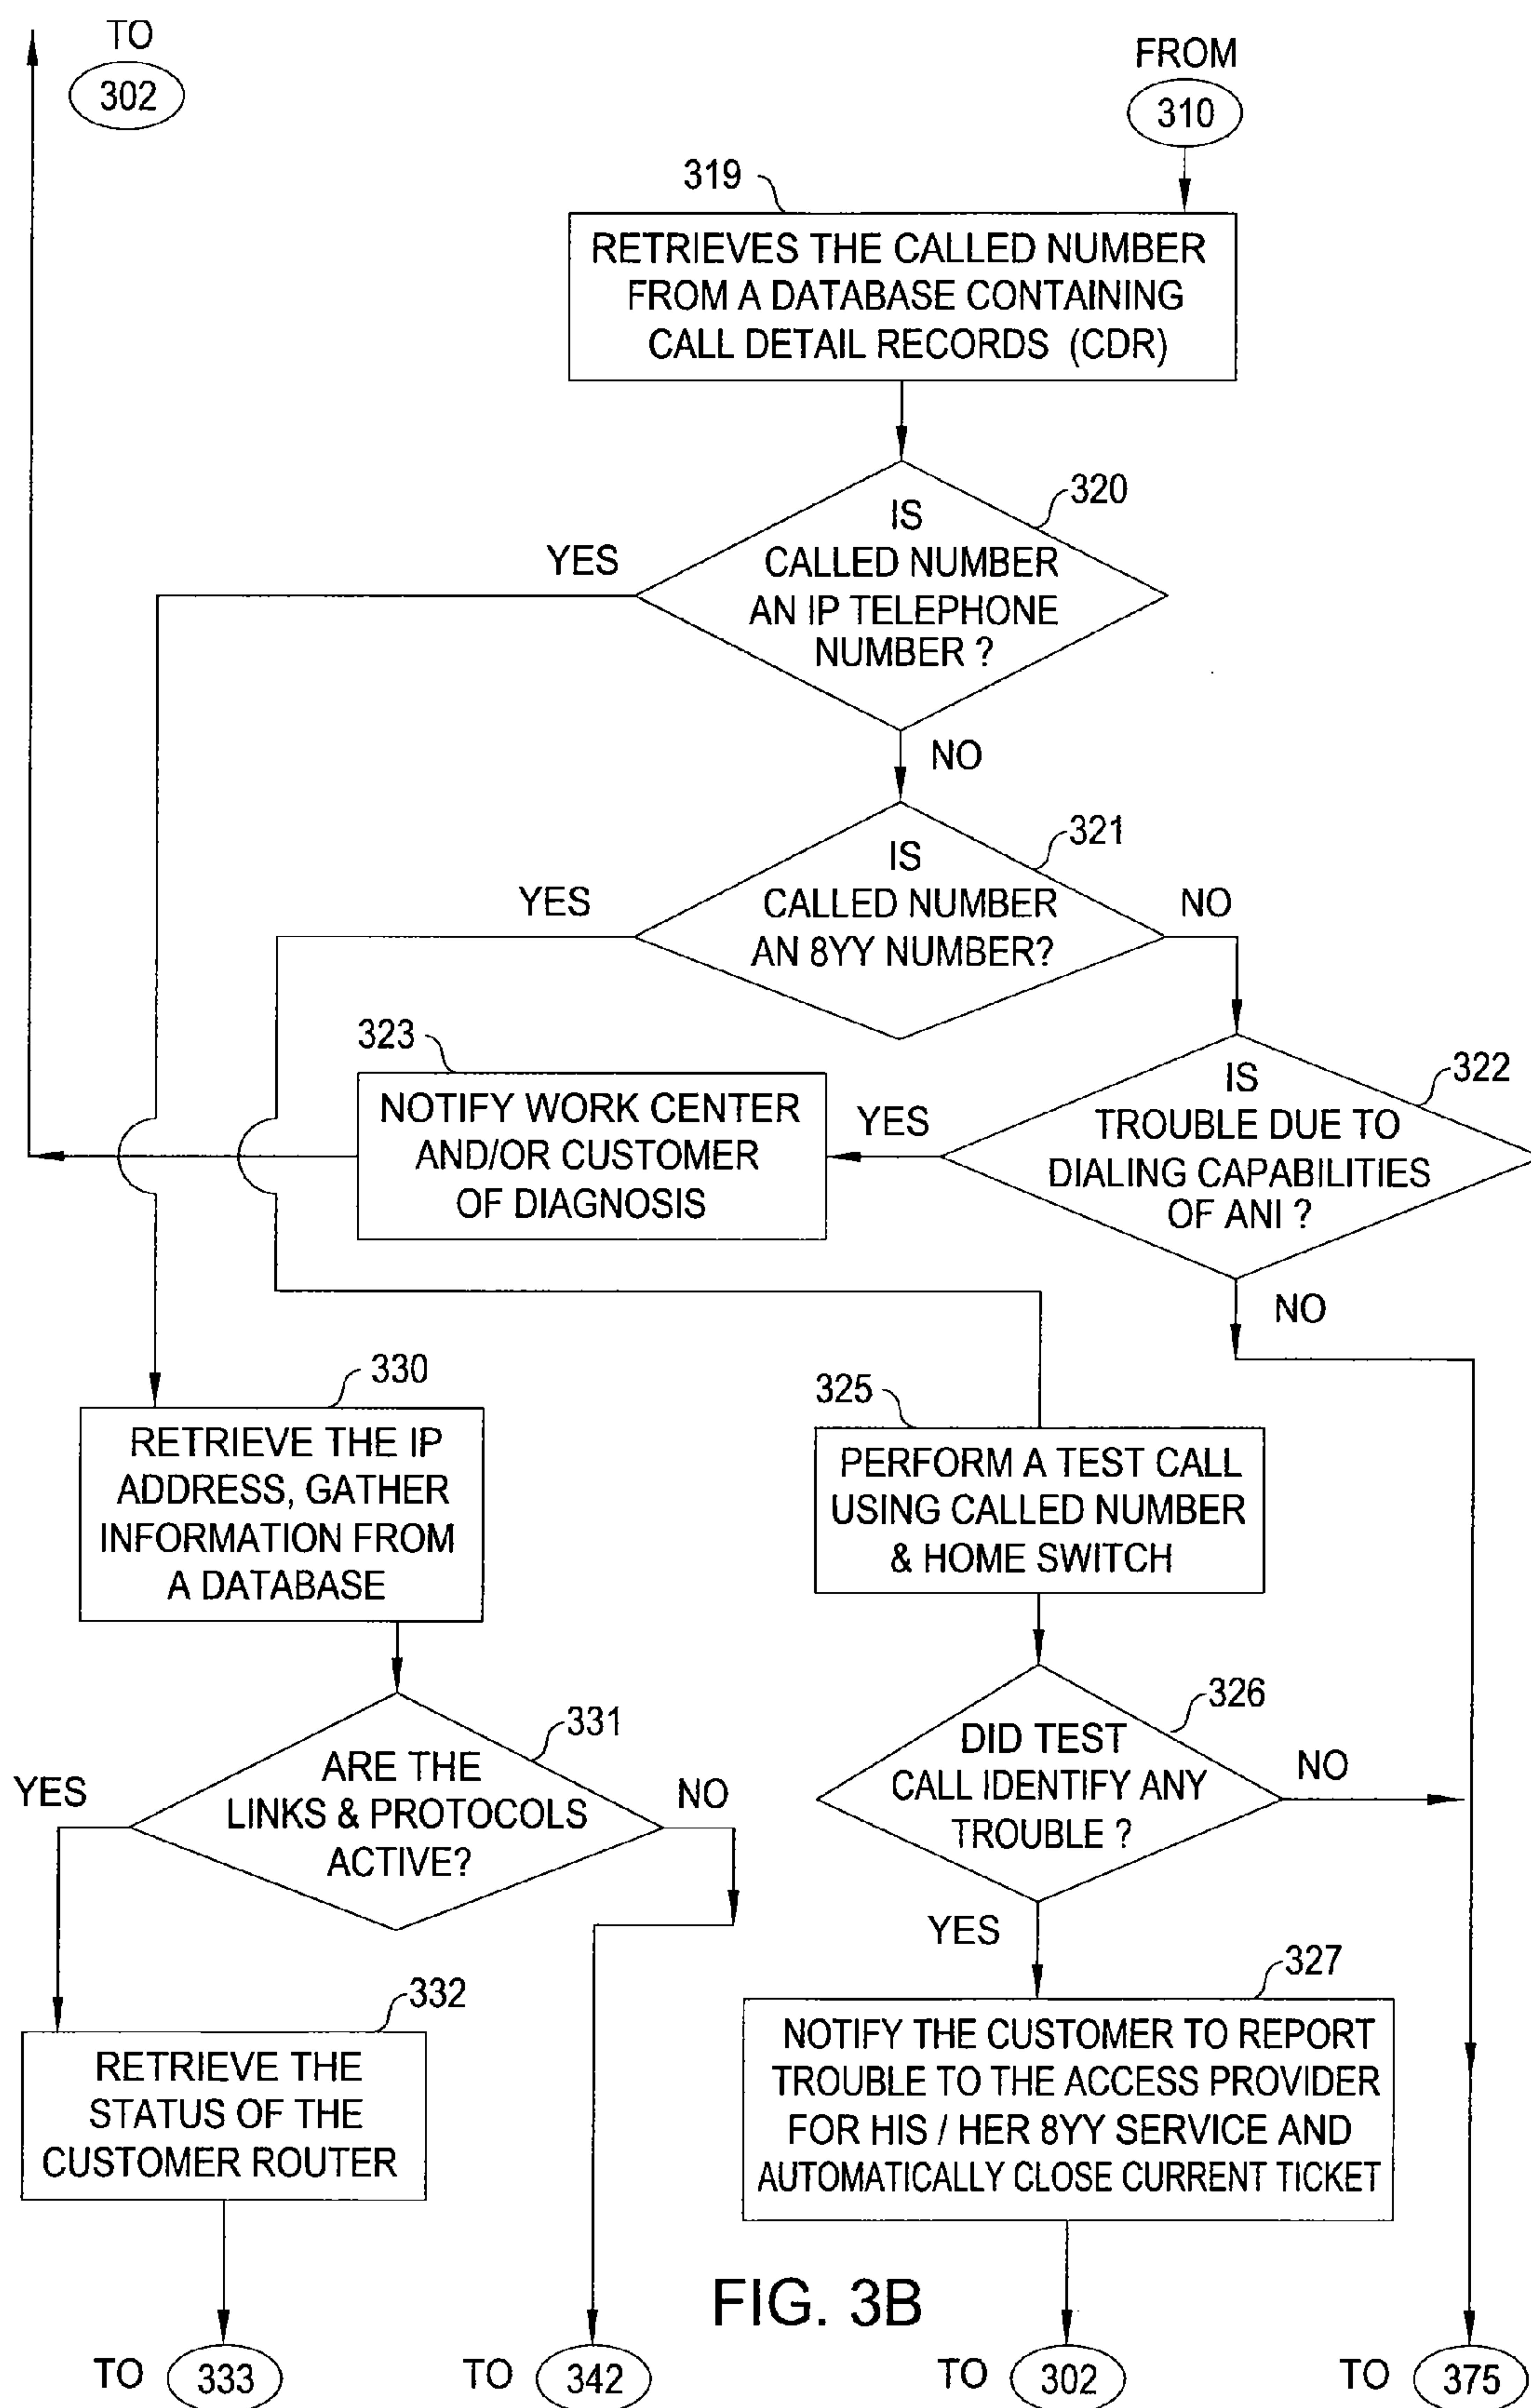 TO
302
FROM
310
319
RETRIEVES THE CALLED NUMBER
FROM A DATABASE CONTAINING
CALL DETAIL RECORDS (CDR)
320
IS
CALLED NUMBER
AN IP TELEPHONE
NUMBER ?
YES
NO
321
IS
CALLED NUMBER
AN 8YY NUMBER?
YES
NO
322
IS
TROUBLE DUE TO
DIALING CAPABILITIES
OF ANI ?
YES
NO
323
NOTIFY WORK CENTER
AND/OR CUSTOMER
OF DIAGNOSIS
330
RETRIEVE THE IP
ADDRESS, GATHER
INFORMATION FROM
A DATABASE
325
PERFORM A TEST CALL
USING CALLED NUMBER
& HOME SWITCH
331
ARE THE
LINKS & PROTOCOLS
ACTIVE?
YES
NO
326
DID TEST
CALL IDENTIFY ANY
TROUBLE ?
NO
YES
332
RETRIEVE THE
STATUS OF THE
CUSTOMER ROUTER
327
NOTIFY THE CUSTOMER TO REPORT
TROUBLE TO THE ACCESS PROVIDER
FOR HIS / HER 8YY SERVICE AND
AUTOMATICALLY CLOSE CURRENT TICKET
FIG. 3B
TO 333
TO 342
TO 302
TO 375